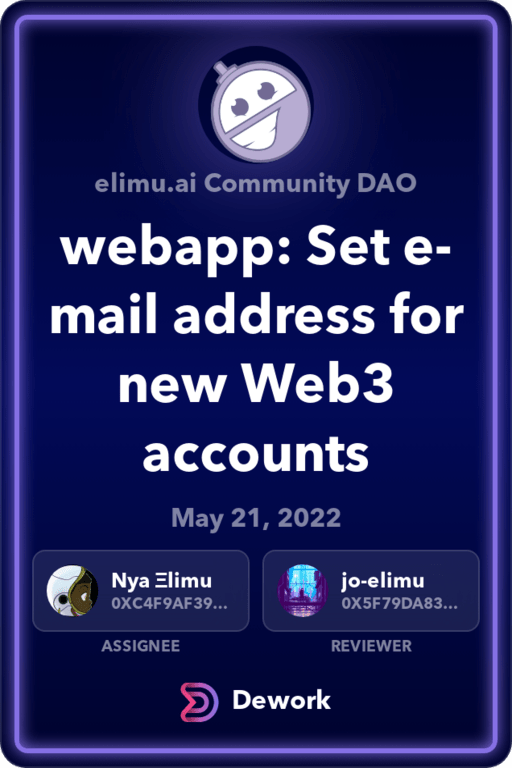 elimu.ai Community DAO
webapp: Set e-
mail address for
new Web3
accounts
May 21, 2022
Nya Ξlimu
0XC4F9AF39...
jo-elimu
0X5F79DA83...
ASSIGNEE
REVIEWER
Dework